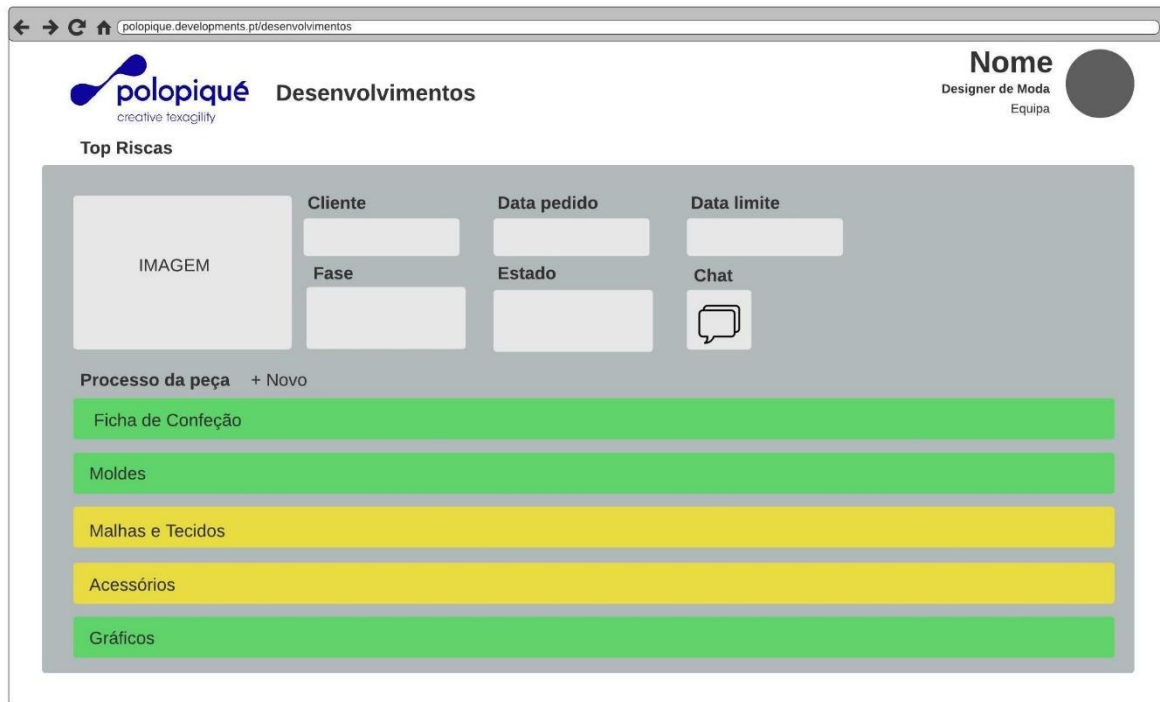 polopique.developments.pt/desenvolvimentos
polopiqué
creative texagility
Desenvolvimentos
Nome
Designer de Moda
Equipa
Top Riscas
IMAGEM
Cliente
Data pedido
Data limite
Fase
Estado
Chat
Processo da peça + Novo
Ficha de Confeção
Moldes
Malhas e Tecidos
Acessórios
Gráficos